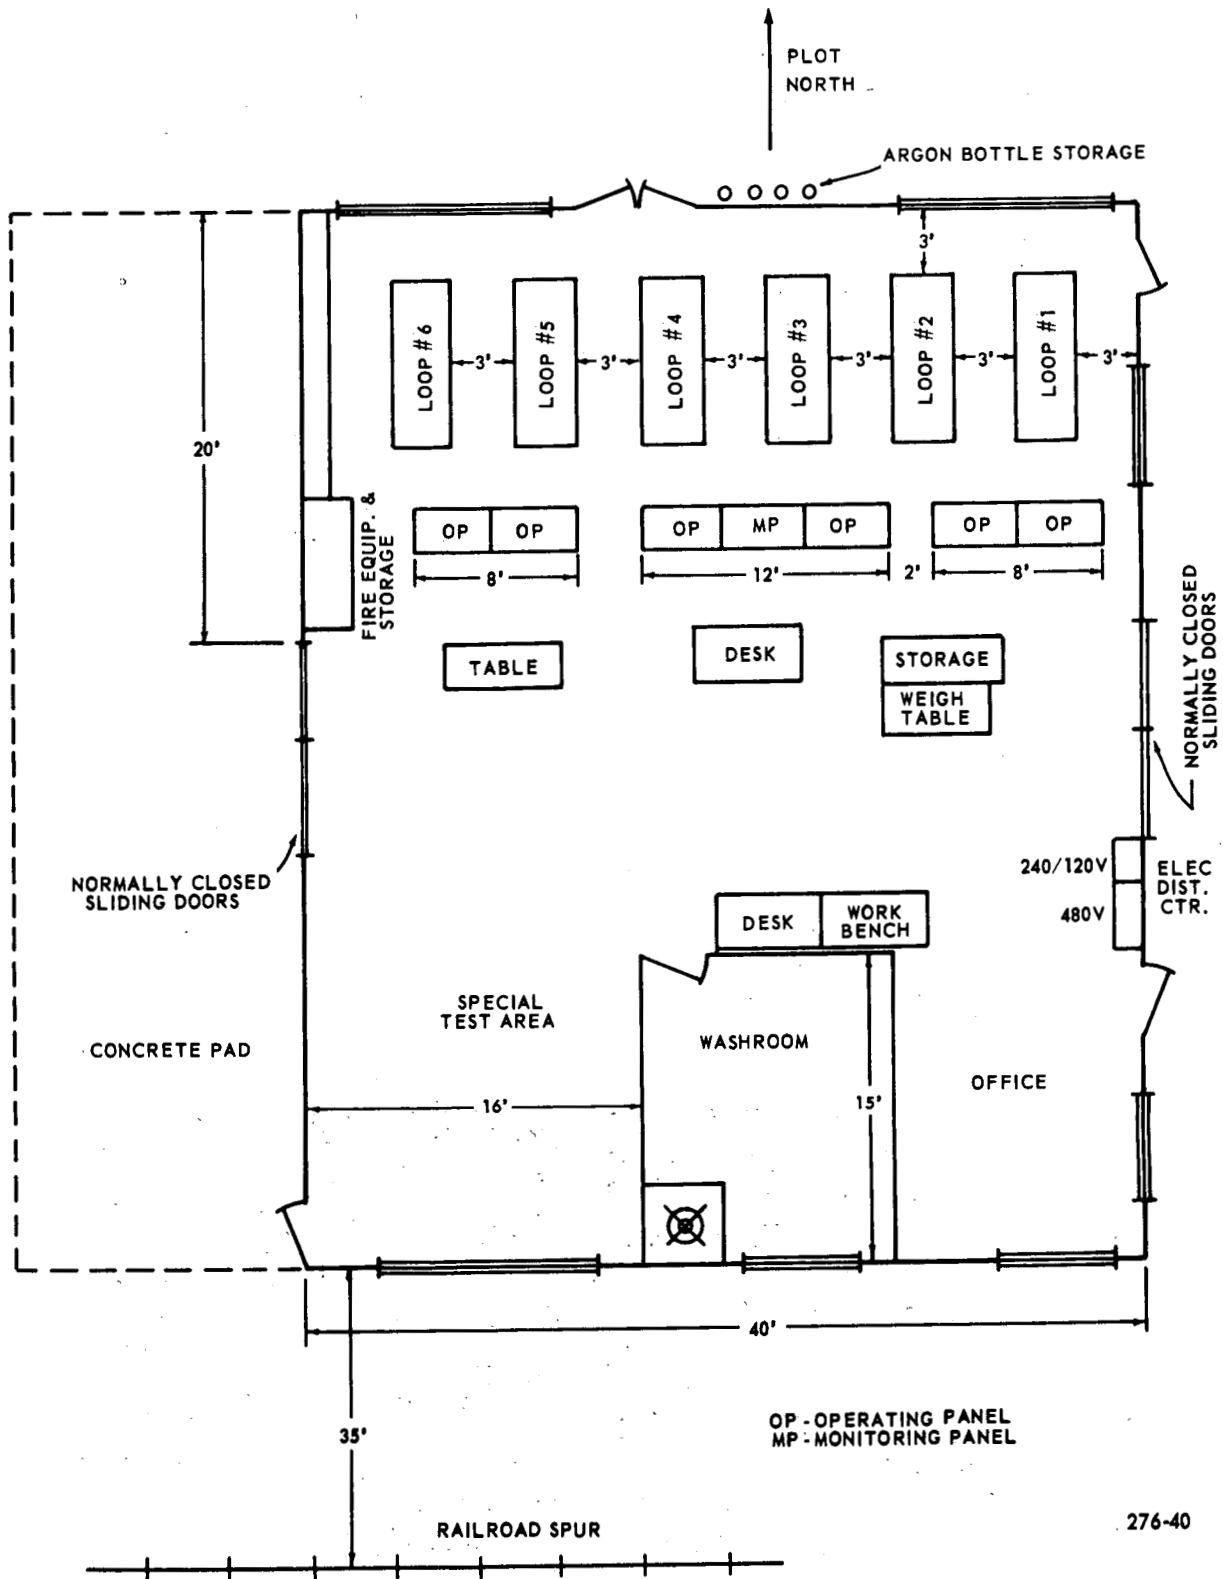 PLOT
NORTH
ARGON BOTTLE STORAGE
3'
LOOP #6
LOOP #5
LOOP #4
LOOP #3
LOOP #2
LOOP #1
3'
3'
3'
3'
3'
3'
20'
FIRE EQUIP. &
STORAGE
OP
OP
OP
MP
OP
OP
OP
8'
12'
2'
8'
NORMALLY CLOSED
SLIDING DOORS
TABLE
DESK
STORAGE
WEIGH
TABLE
NORMALLY CLOSED
SLIDING DOORS
240/120V
480V
ELEC
DIST.
CTR.
DESK
WORK
BENCH
SPECIAL
TEST AREA
CONCRETE PAD
WASHROOM
OFFICE
16'
15'
40'
35'
OP - OPERATING PANEL
MP - MONITORING PANEL
RAILROAD SPUR
276-40